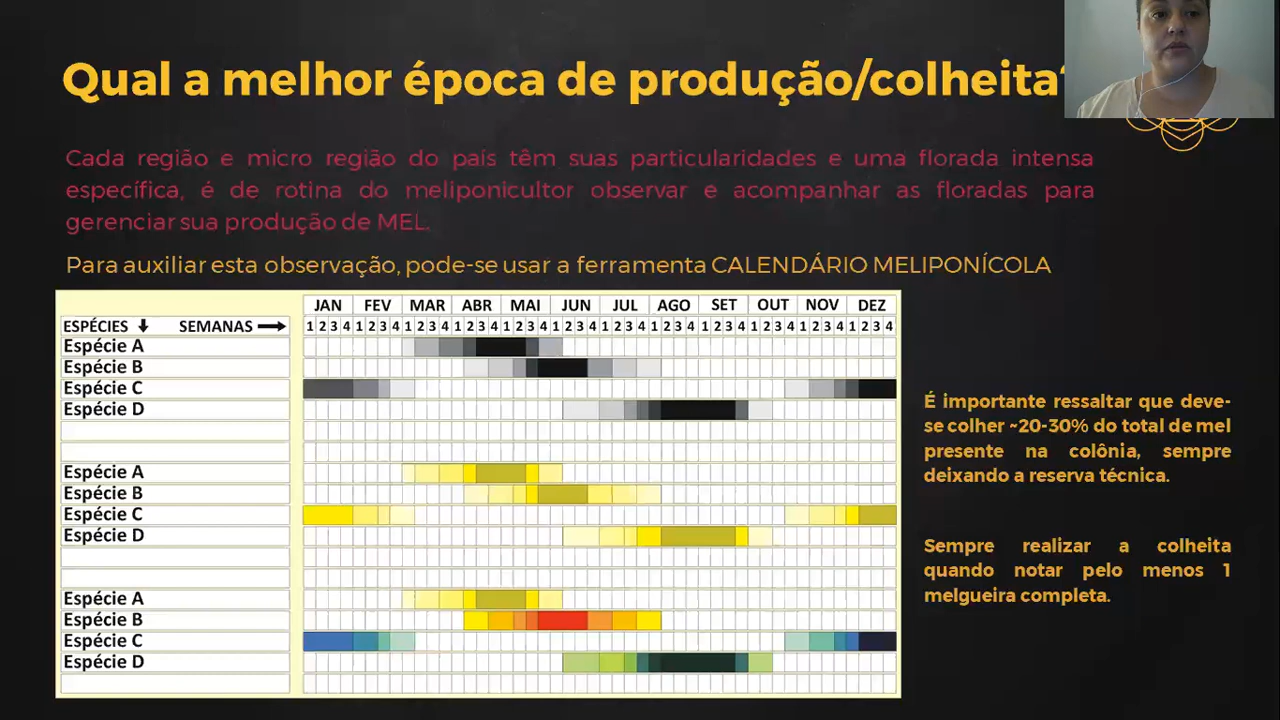 Qual a melhor época de produção/colheita?
Cada região e micro região do país têm suas particularidades e uma florada intensa
específica, é de rotina do meliponicultor observar e acompanhar as floradas para
gerenciar sua produção de MEL.
Para auxiliar esta observação, pode-se usar a ferramenta CALENDÁRIO MELIPONÍCOLA
JAN FEV MAR ABR MAI JUN JUL AGO SET OUT NOV DEZ
ESPÉCIES SEMANAS 1 2 3 4 1 2 3 4 1 2 3 4 1 2 3 4 1 2 3 4 1 2 3 4 1 2 3 4 1 2 3 4 1 2 3 4 1 2 3 4 1 2 3 4 1 2 3 4
Espécie A
Espécie B
Espécie C
Espécie D
Espécie A
Espécie B
Espécie C
Espécie D
Espécie A
Espécie B
Espécie C
Espécie D
É importante ressaltar que deve-
se colher ~20-30% do total de mel
presente na colônia, sempre
deixando a reserva técnica.
Sempre realizar a colheita
quando notar pelo menos 1
melgueira completa.